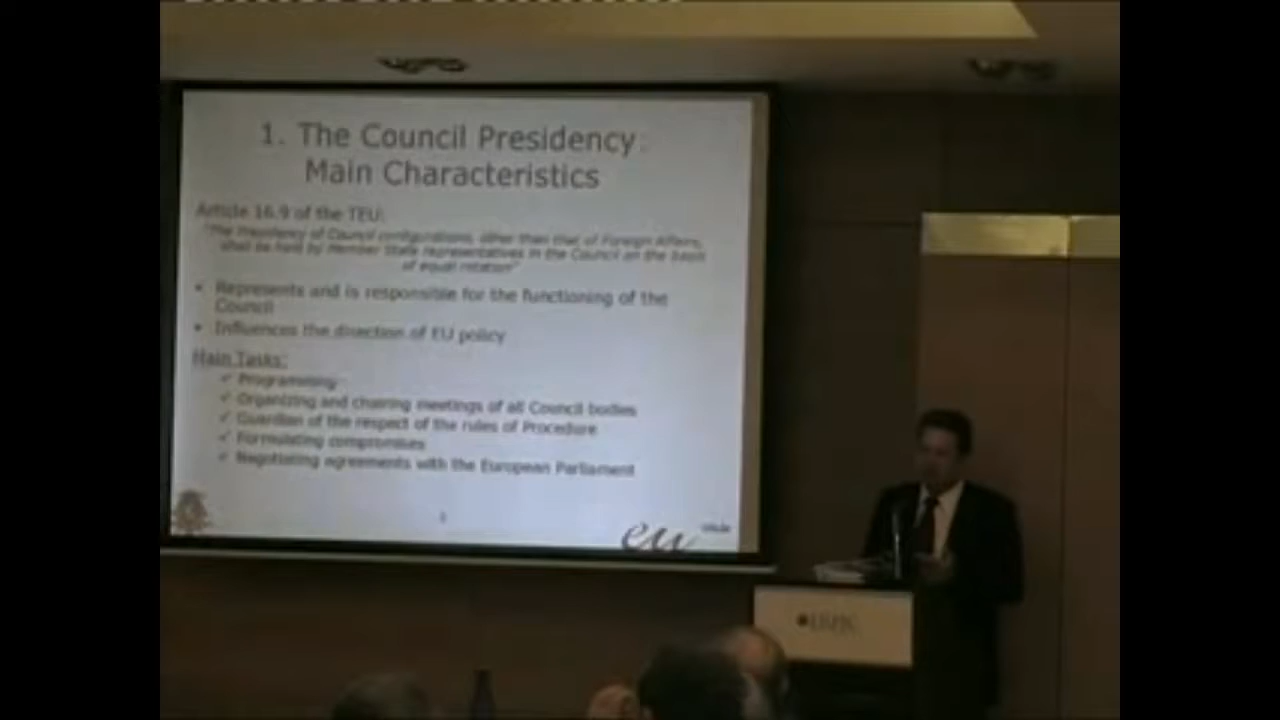 1. The Council Presidency:
Main Characteristics
Article 16.9 of the TEU:
"The Presidency of Council configurations, other than that of Foreign Affairs,
shall be held by Member State representatives in the Council on the basis
of equal rotation"
• Represents and is responsible for the functioning of the
Council
• Influences the direction of EU policy
Main Tasks:
✓ Programming
✓ Organizing and chairing meetings of all Council bodies
✓ Guardian of the respect of the rules of Procedure
✓ Formulating compromises
✓ Negotiating agreements with the European Parliament
eu